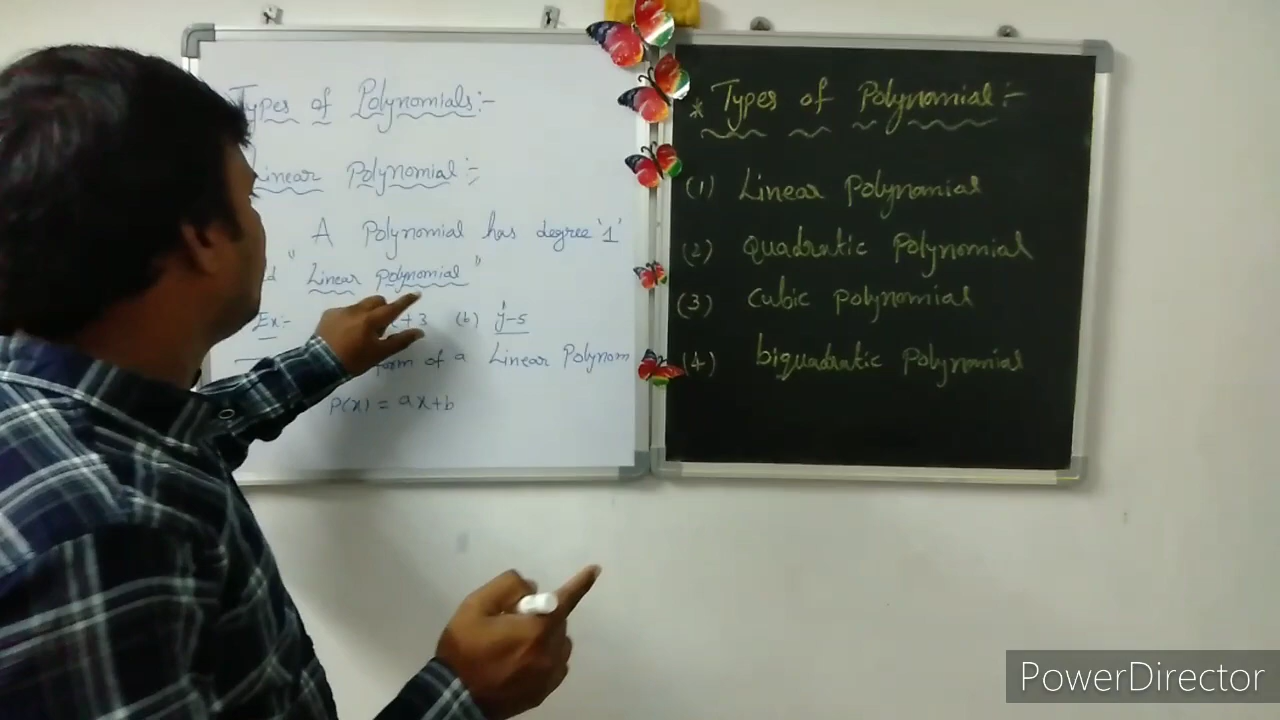 Types of Polynomials:-
Linear Polynomial:-
A Polynomial has degree '1'
"Linear Polynomial"
Ex:- +3 (b) y-5
form of a Linear Polynom
P(x) = ax+b
* Types of Polynomial:-
(1) Linear Polynomial
(2) Quadratic Polynomial
(3) Cubic Polynomial
(4) biquadratic Polynomial
PowerDirector